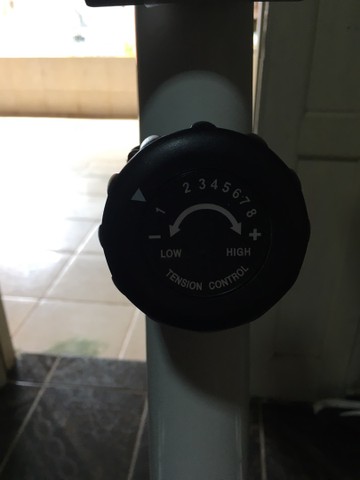 1 2 3 4 5 6 7 8
− +
LOW HIGH
TENSION CONTROL